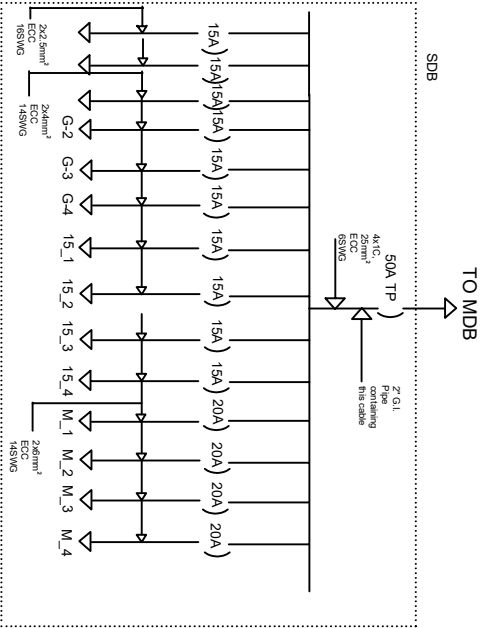 TO MDB
SDB
50A TP
4x1C,
25mm²
ECC
6SWG
2" G.I.
Pipe
containing
this cable
15A
15A
15A
15A
15A
15A
15A
15A
15A
15A
20A
20A
20A
20A
2x2.5mm²
ECC
16SWG
2x4mm²
ECC
14SWG
2x6mm²
ECC
14SWG
G-2
G-3
G-4
15_1
15_2
15_3
15_4
M_1
M_2
M_3
M_4